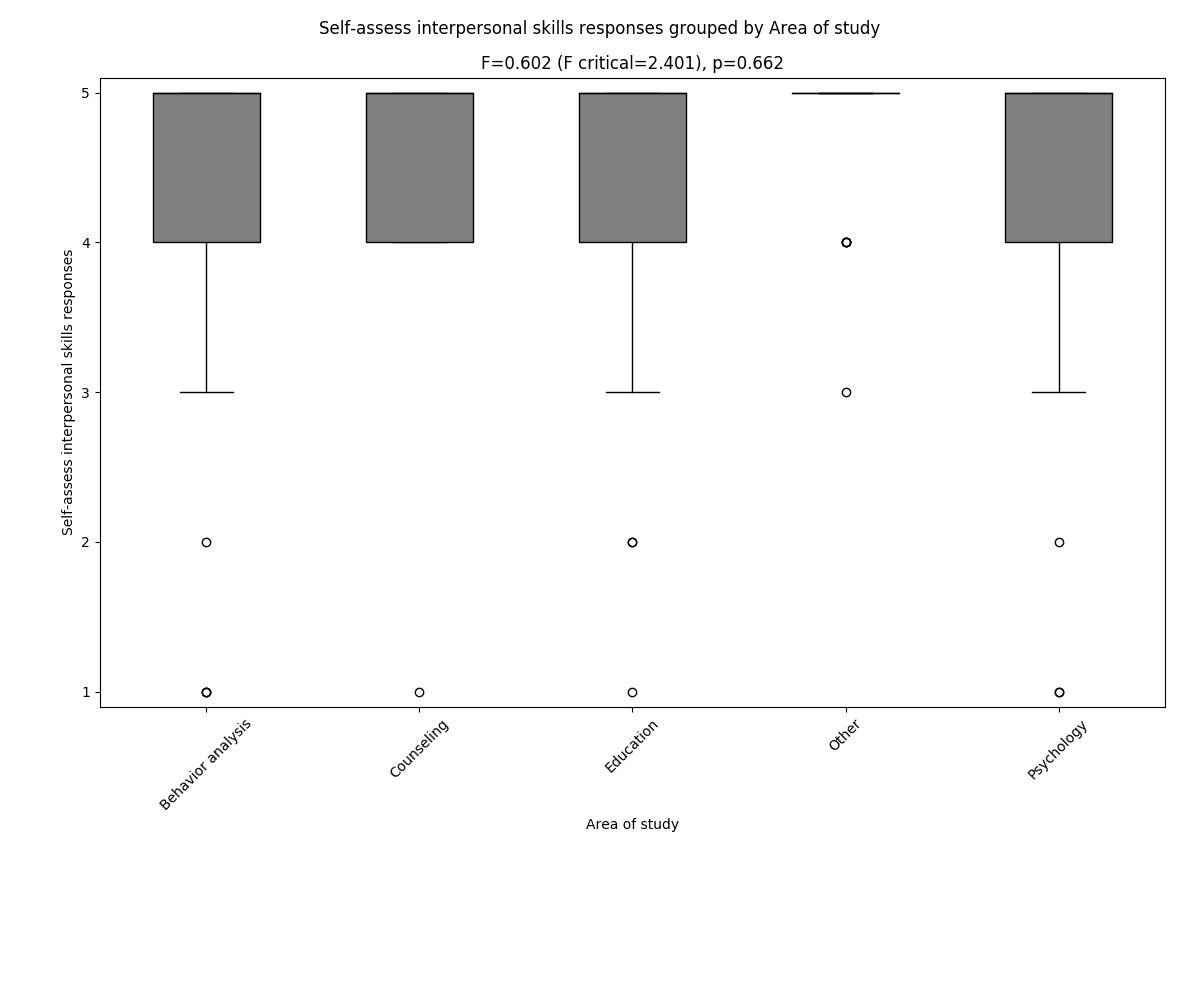 Self-assess interpersonal skills responses grouped by Area of study
F=0.602 (F critical=2.401), p=0.662
Self-assess interpersonal skills responses
5
4
3
2
1
Behavior analysis
Counseling
Education
Other
Psychology
Area of study